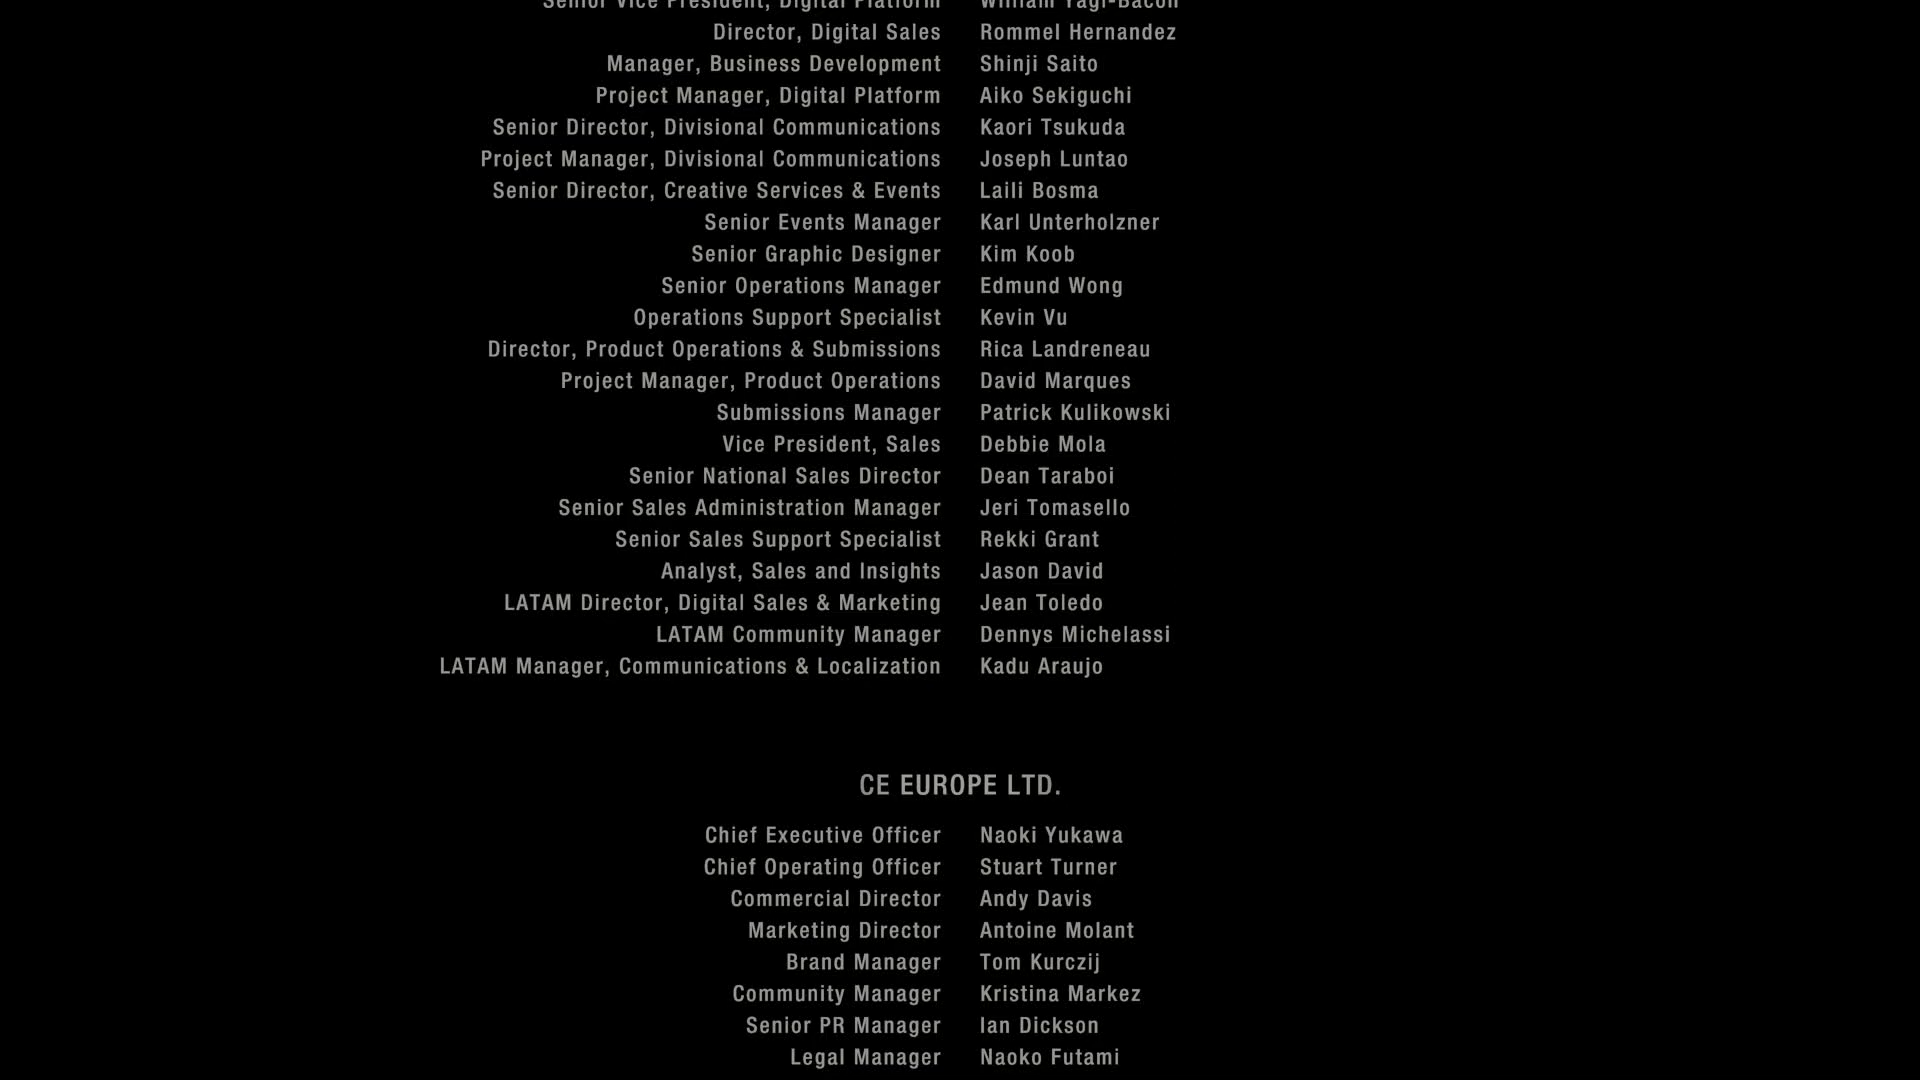 Senior Vice President, Digital Platform William Yagi-Bacon
Director, Digital Sales Rommel Hernandez
Manager, Business Development Shinji Saito
Project Manager, Digital Platform Aiko Sekiguchi
Senior Director, Divisional Communications Kaori Tsukuda
Project Manager, Divisional Communications Joseph Luntao
Senior Director, Creative Services & Events Laili Bosma
Senior Events Manager Karl Unterholzner
Senior Graphic Designer Kim Koob
Senior Operations Manager Edmund Wong
Operations Support Specialist Kevin Vu
Director, Product Operations & Submissions Rica Landreneau
Project Manager, Product Operations David Marques
Submissions Manager Patrick Kulikowski
Vice President, Sales Debbie Mola
Senior National Sales Director Dean Taraboi
Senior Sales Administration Manager Jeri Tomasello
Senior Sales Support Specialist Rekki Grant
Analyst, Sales and Insights Jason David
LATAM Director, Digital Sales & Marketing Jean Toledo
LATAM Community Manager Dennys Michelassi
LATAM Manager, Communications & Localization Kadu Araujo
CE EUROPE LTD.
Chief Executive Officer Naoki Yukawa
Chief Operating Officer Stuart Turner
Commercial Director Andy Davis
Marketing Director Antoine Molant
Brand Manager Tom Kurczij
Community Manager Kristina Markez
Senior PR Manager Ian Dickson
Legal Manager Naoko Futami